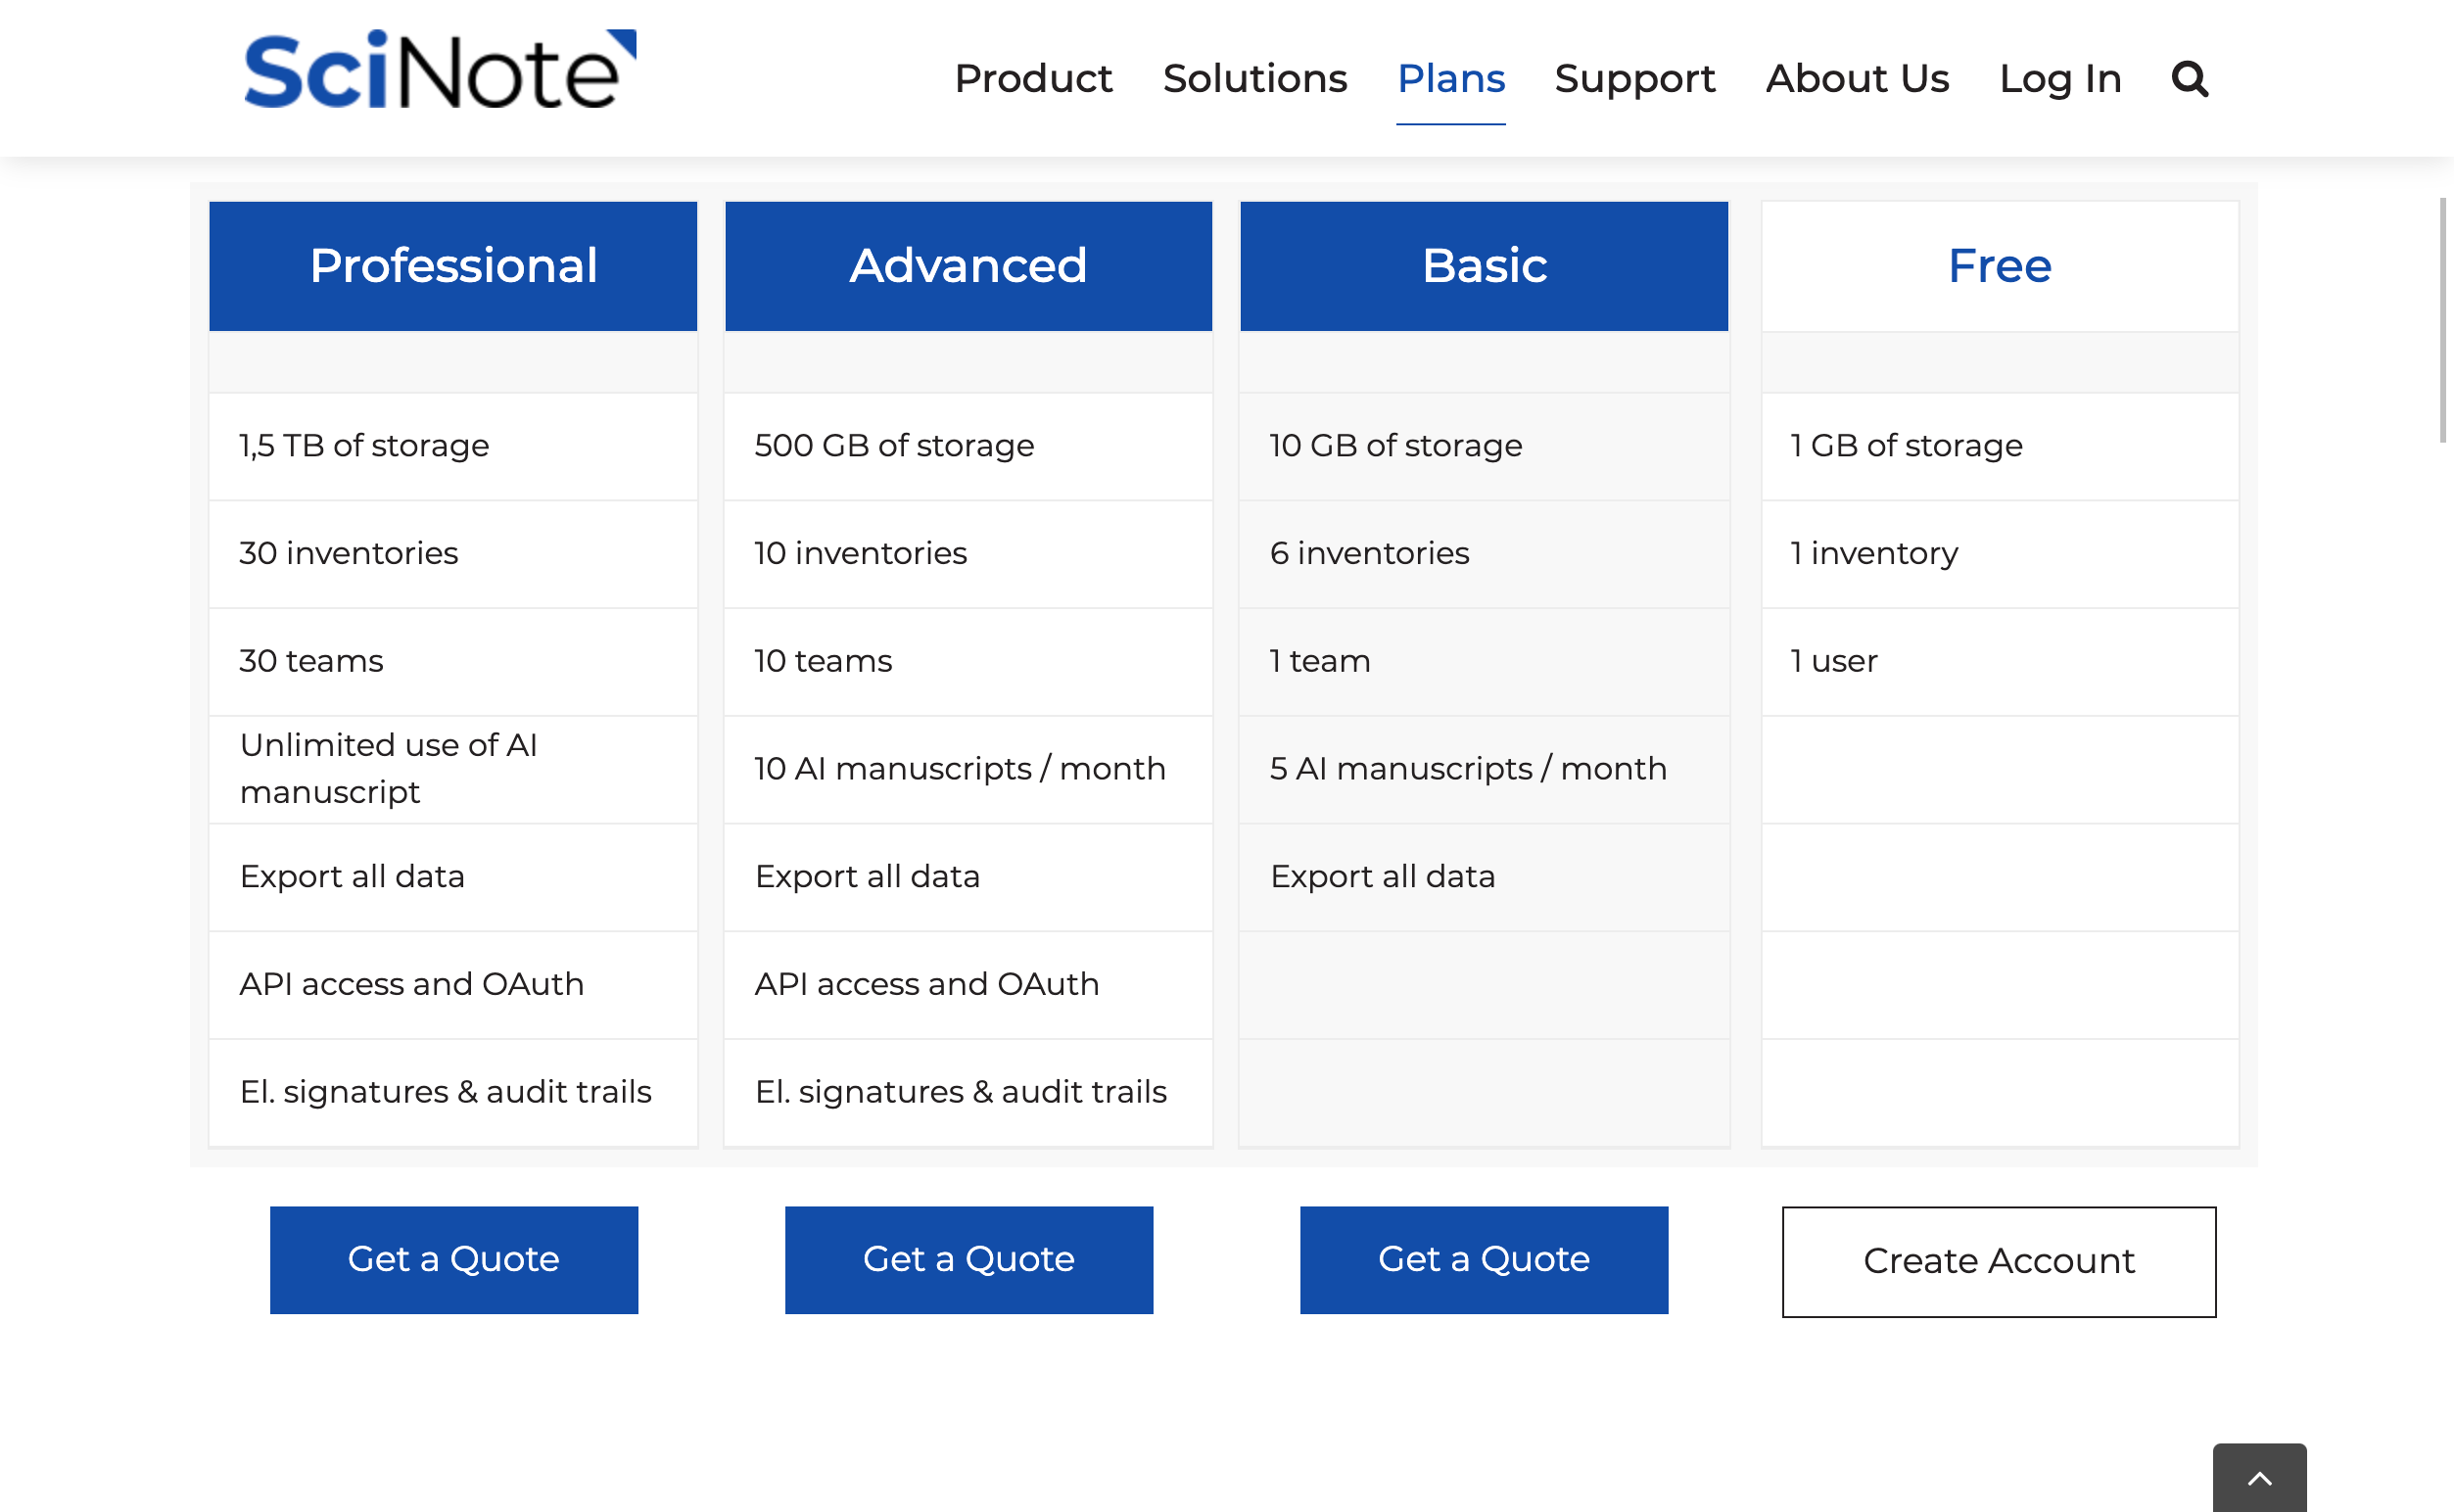 SciNote
Product Solutions Plans Support About Us Log In
Professional
1,5 TB of storage
30 inventories
30 teams
Unlimited use of AI
manuscript
Export all data
API access and OAuth
El. signatures & audit trails
Get a Quote
Advanced
500 GB of storage
10 inventories
10 teams
10 AI manuscripts / month
Export all data
API access and OAuth
El. signatures & audit trails
Get a Quote
Basic
10 GB of storage
6 inventories
1 team
5 AI manuscripts / month
Export all data
Get a Quote
Free
1 GB of storage
1 inventory
1 user
Create Account